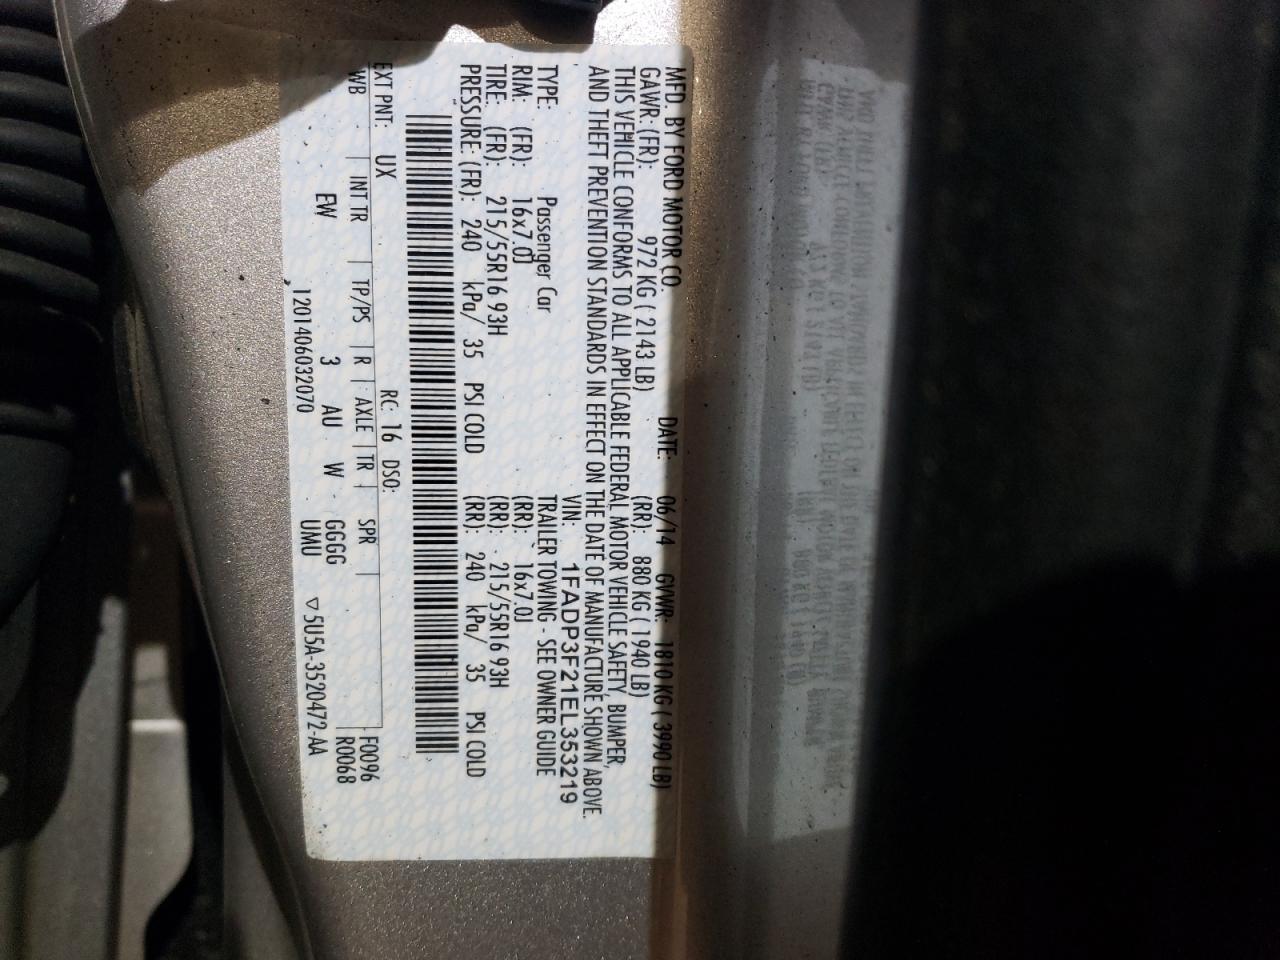 MFD. BY FORD MOTOR CO DATE: 06/14 GVWR: 1810 KG ( 3990 LB)
GAWR: (FR): 972 KG ( 2143 LB) (RR): 880 KG ( 1940 LB)
THIS VEHICLE CONFORMS TO ALL APPLICABLE FEDERAL MOTOR VEHICLE SAFETY, BUMPER
AND THEFT PREVENTION STANDARDS IN EFFECT ON THE DATE OF MANUFACTURE SHOWN ABOVE.
VIN: 1FADP3F21EL353219
TYPE: Passenger Car TRAILER TOWING - SEE OWNER GUIDE
RIM: (FR): 16x7.0J (RR): 16x7.0J
TIRE: (FR): 215/55R16 93H (RR): 215/55R16 93H
PRESSURE: (FR): 240 kPa/ 35 PSI COLD (RR): 240 kPa/ 35 PSI COLD
EXT PNT: UX RC: 16 DSO: F0096
WB INT TR TP/PS R AXLE TR SPR R0068
EW 3 AU W GGGG
UMU
120140603 2070 ▽5U5A-3520472-AA